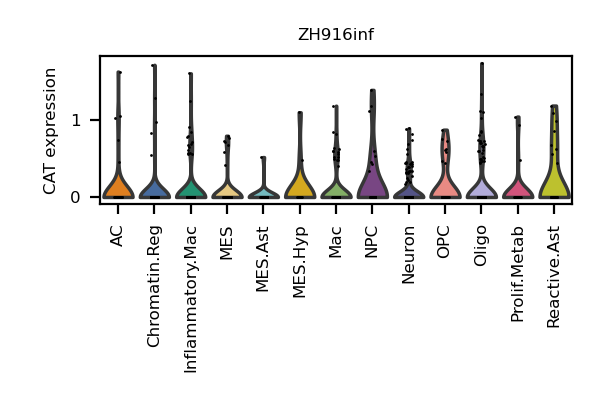 ZH916inf
CAT expression
1
0
AC
Chromatin.Reg
Inflammatory.Mac
MES
MES.Ast
MES.Hyp
Mac
NPC
Neuron
OPC
Oligo
Prolif.Metab
Reactive.Ast